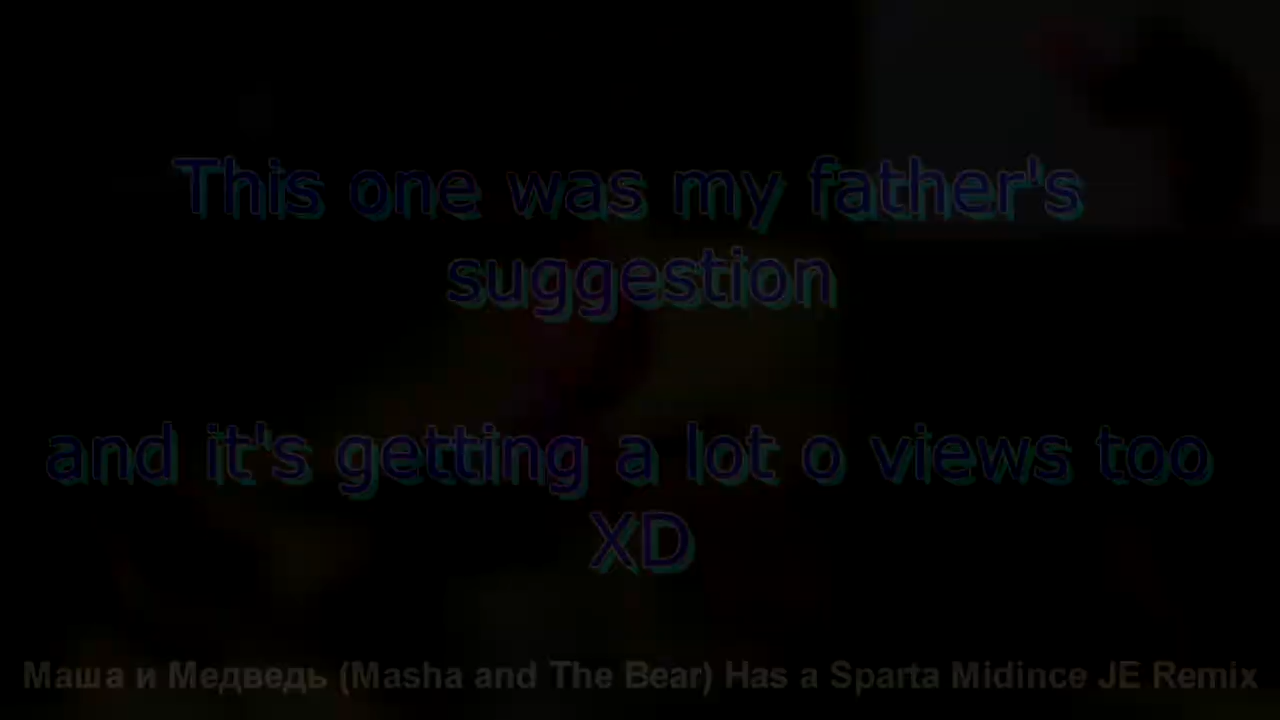 This one was my father's
suggestion
and it's getting a lot o views too
XD
Маша и Медведь (Masha and The Bear) Has a Sparta Midince JE Remix